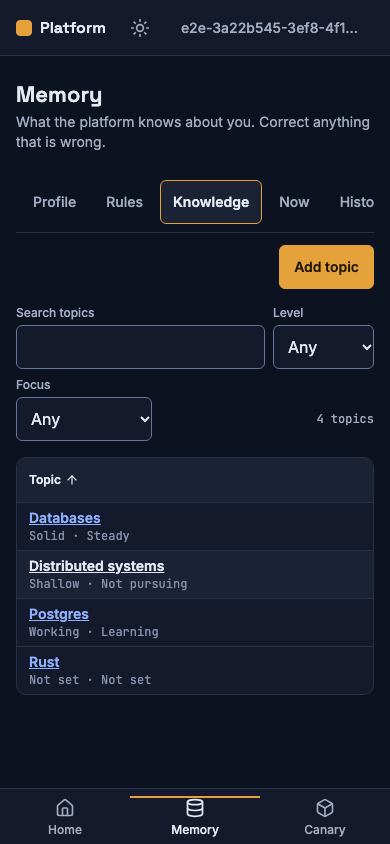 Platform
e2e-3a22b545-3ef8-4f1...
Memory
What the platform knows about you. Correct anything
that is wrong.
Profile
Rules
Knowledge
Now
Histo
Add topic
Search topics
Level
Any
Focus
Any
4 topics
Topic ↑
Databases
Solid · Steady
Distributed systems
Shallow · Not pursuing
Postgres
Working · Learning
Rust
Not set · Not set
Home
Memory
Canary